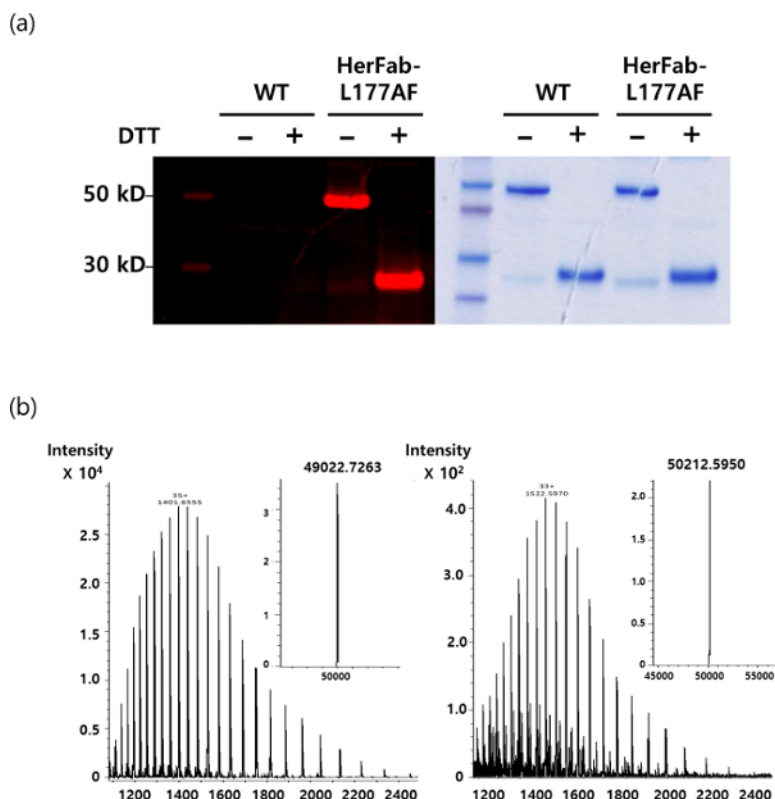 (a)
HerFab-
HerFab-
WT
L177AF
WT
L177AF
DTT
−
+
−
+
−
+
−
+
50 kD
30 kD
(b)
Intensity
X 10⁴
49022.7263
35+
1401.6555
2.5
2.0
1.5
1.0
0.5
0
3
2
1
0
50000
1200 1400 1600 1800 2000 2200 2400
Intensity
X 10²
50212.5950
33+
1522.5970
4.0
3.0
2.0
1.0
0
2.0
1.5
1.0
0.5
0
45000 50000 55000
1200 1400 1600 1800 2000 2200 2400